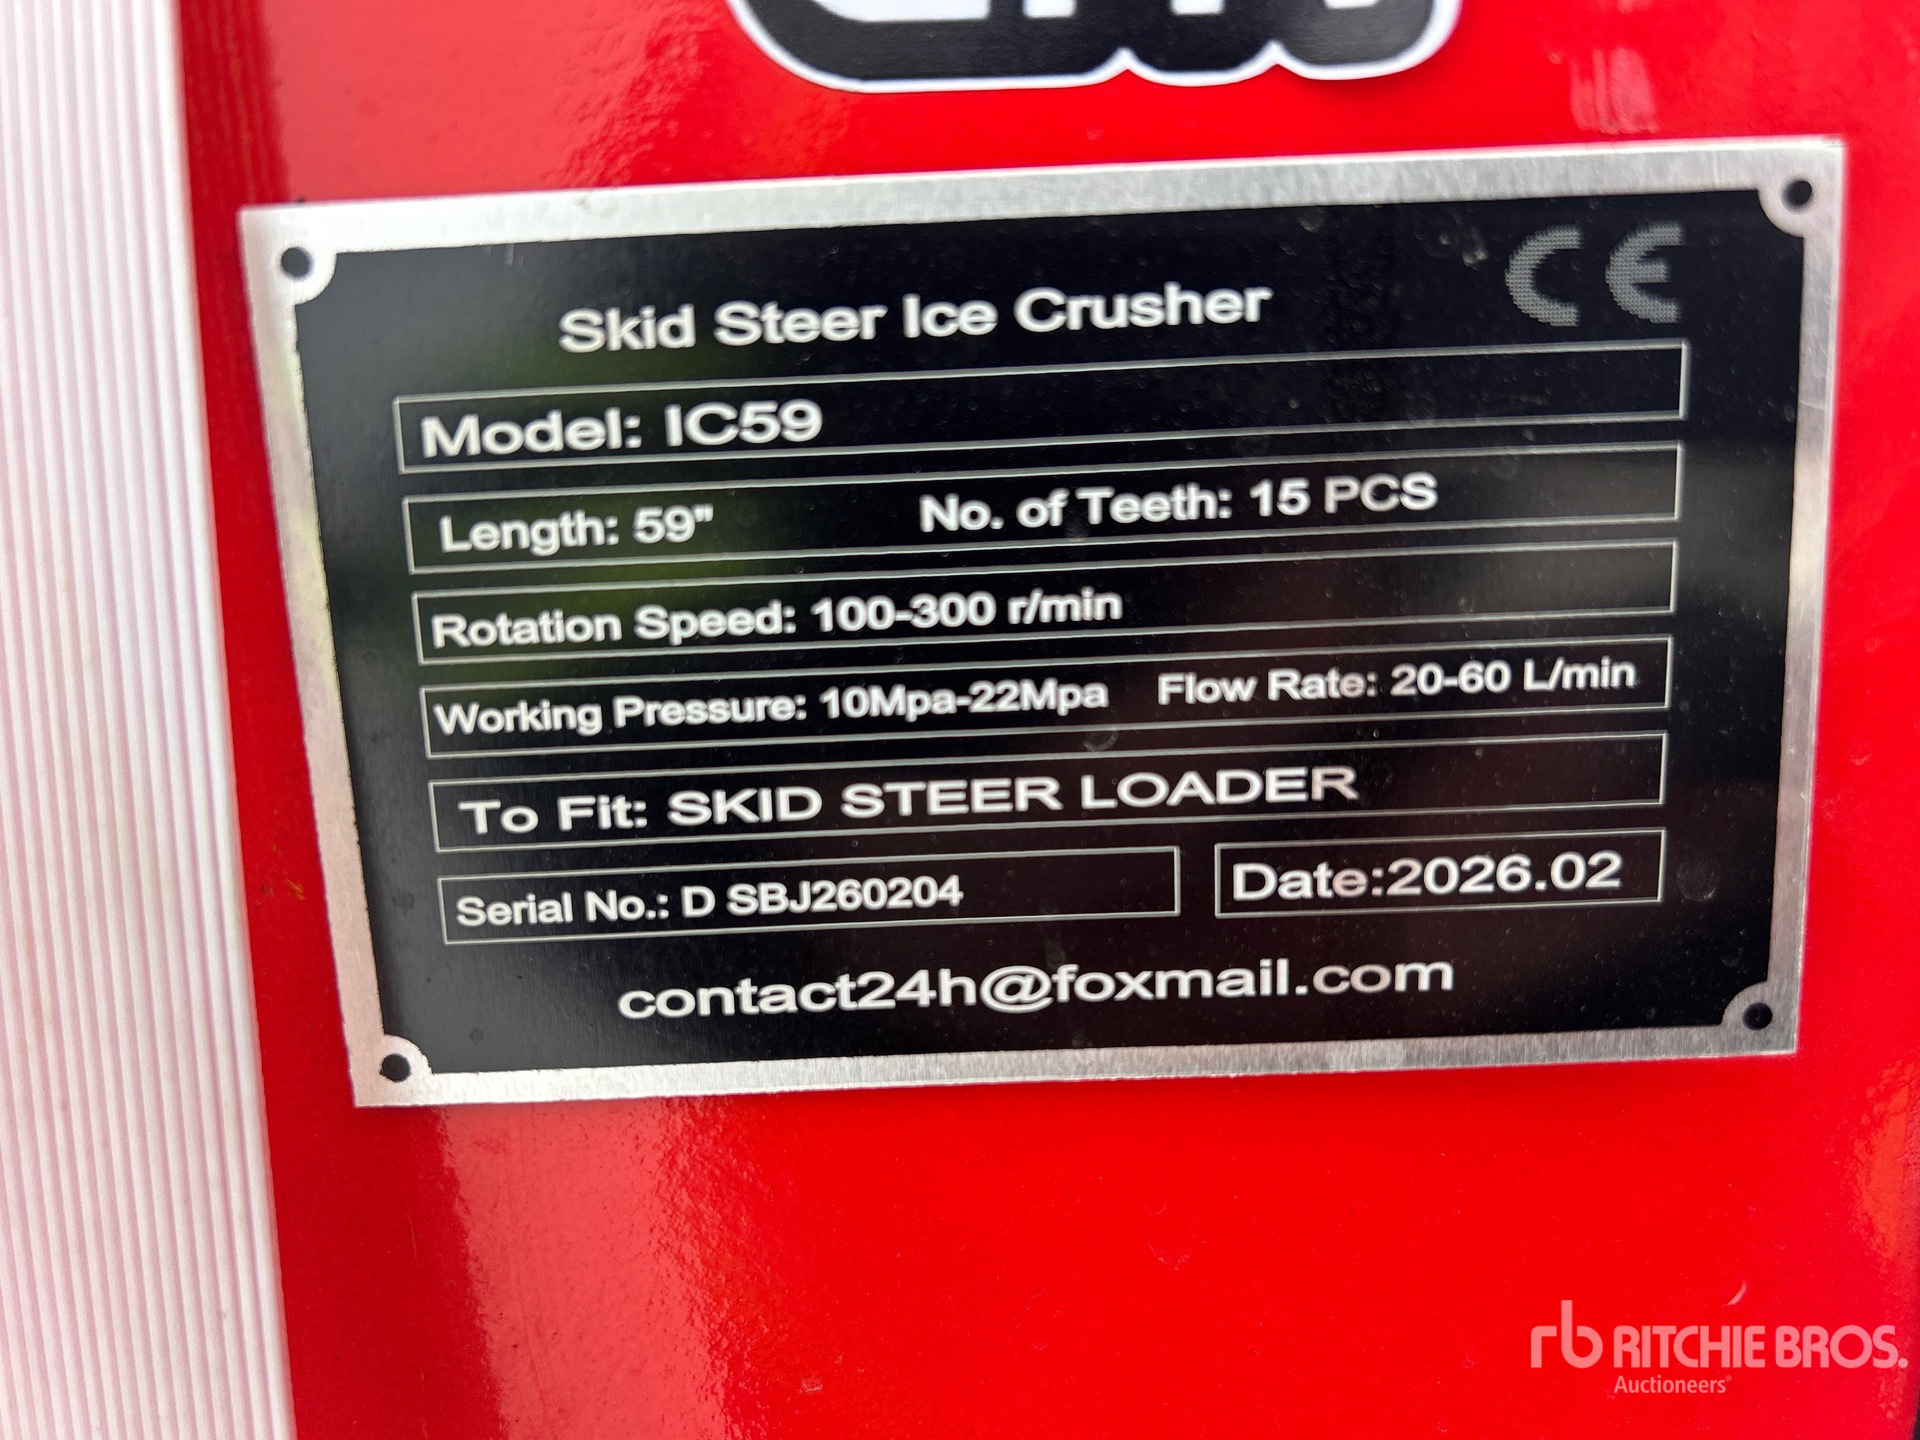 CE
Skid Steer Ice Crusher
Model: IC59
Length: 59" No. of Teeth: 15 PCS
Rotation Speed: 100-300 r/min
Working Pressure: 10Mpa-22Mpa Flow Rate: 20-60 L/min
To Fit: SKID STEER LOADER
Serial No.: D SBJ260204 Date:2026.02
contact24h@foxmail.com
rb RITCHIE BROS.
Auctioneers